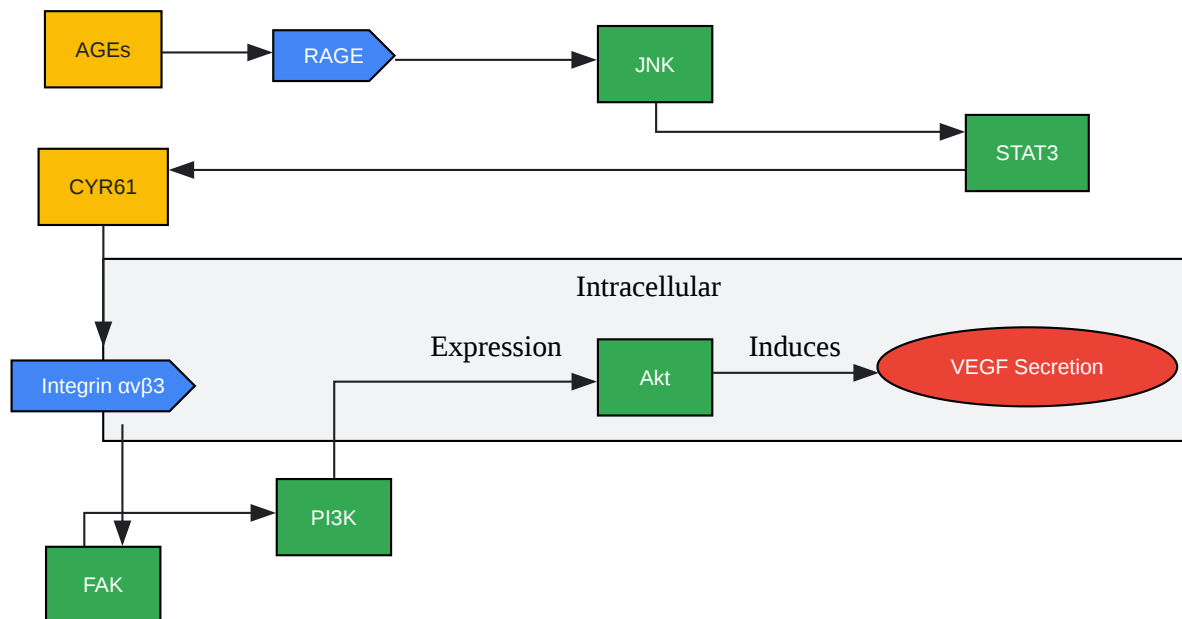 AGEs
RAGE
JNK
STAT3
CYR61
Intracellular
Expression
Induces
Integrin αvβ3
Akt
VEGF Secretion
PI3K
FAK